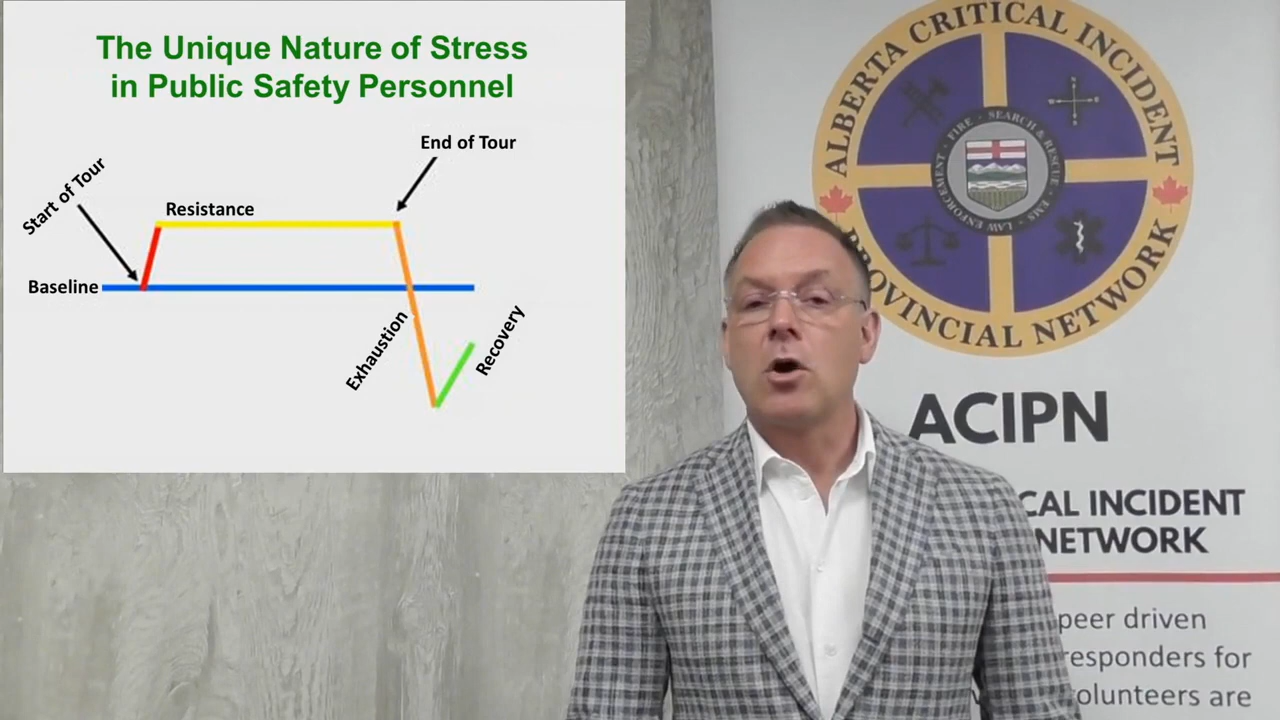 The Unique Nature of Stress
in Public Safety Personnel
End of Tour
Start of Tour
Resistance
Baseline
Exhaustion
Recovery
ALBERTA CRITICAL INCIDENT
PROVINCIAL NETWORK
FIRE - SEARCH & RESCUE - EMS - LAW ENFORCEMENT -
ACIPN
CAL INCIDENT
NETWORK
peer driven
responders for
olunteers are